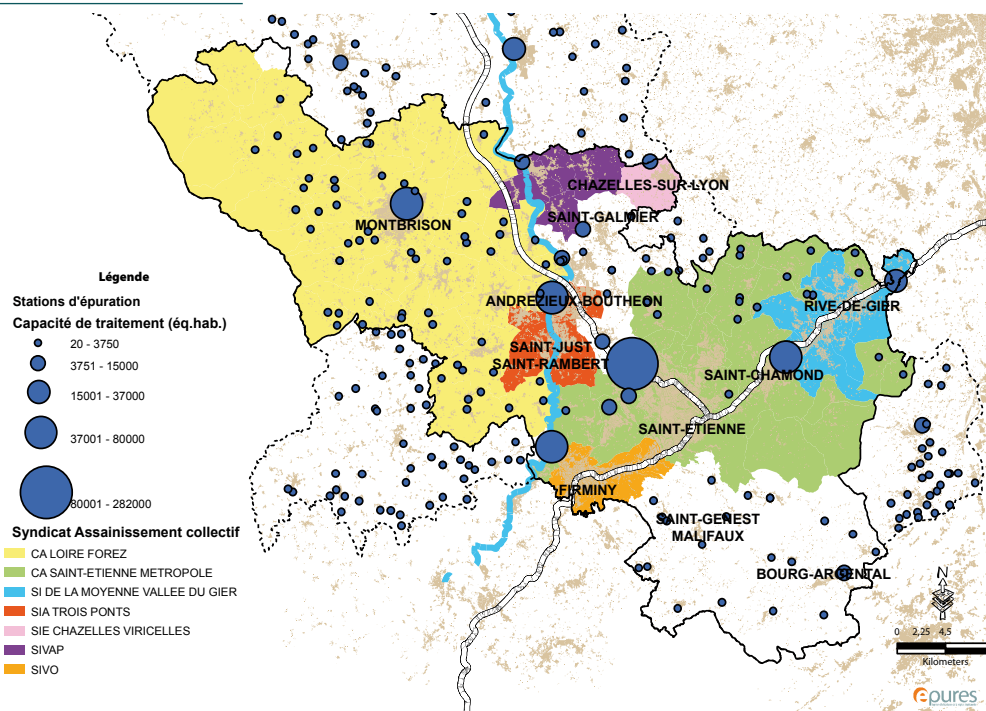 CHAZELLES-SUR-LYON
SAINT-GALMIER
MONTBRISON
ANDREZIEUX-BOUTHEON
RIVE-DE-GIER
SAINT-JUST
SAINT-RAMBERT
SAINT-CHAMOND
SAINT-ETIENNE
FIRMINY
SAINT-GENEST
MALIFAUX
BOURG-ARGENTAL
Légende
Stations d'épuration
Capacité de traitement (éq.hab.)
20 - 3750
3751 - 15000
15001 - 37000
37001 - 80000
80001 - 282000
Syndicat Assainissement collectif
CA LOIRE FOREZ
CA SAINT-ETIENNE METROPOLE
SI DE LA MOYENNE VALLEE DU GIER
SIA TROIS PONTS
SIE CHAZELLES VIRICELLES
SIVAP
SIVO
N
0 2,25 4,5
Kilometers
epures